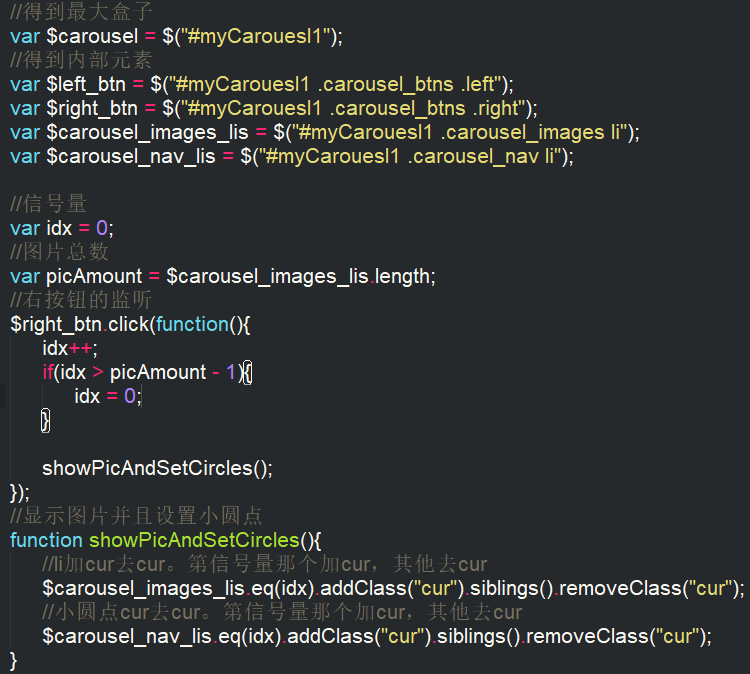 //得到最大盒子
var $carousel = $("#myCarouesl1");
//得到内部元素
var $left_btn = $("#myCarouesl1 .carousel_btns .left");
var $right_btn = $("#myCarouesl1 .carousel_btns .right");
var $carousel_images_lis = $("#myCarouesl1 .carousel_images li");
var $carousel_nav_lis = $("#myCarouesl1 .carousel_nav li");
//信号量
var idx = 0;
//图片总数
var picAmount = $carousel_images_lis.length;
//右按钮的监听
$right_btn.click(function(){
idx++;
if(idx > picAmount - 1){
idx = 0;
}
showPicAndSetCircles();
});
//显示图片并且设置小圆点
function showPicAndSetCircles(){
//li加cur去cur。第信号量那个加cur，其他去cur
$carousel_images_lis.eq(idx).addClass("cur").siblings().removeClass("cur");
//小圆点cur去cur。第信号量那个加cur，其他去cur
$carousel_nav_lis.eq(idx).addClass("cur").siblings().removeClass("cur");
}